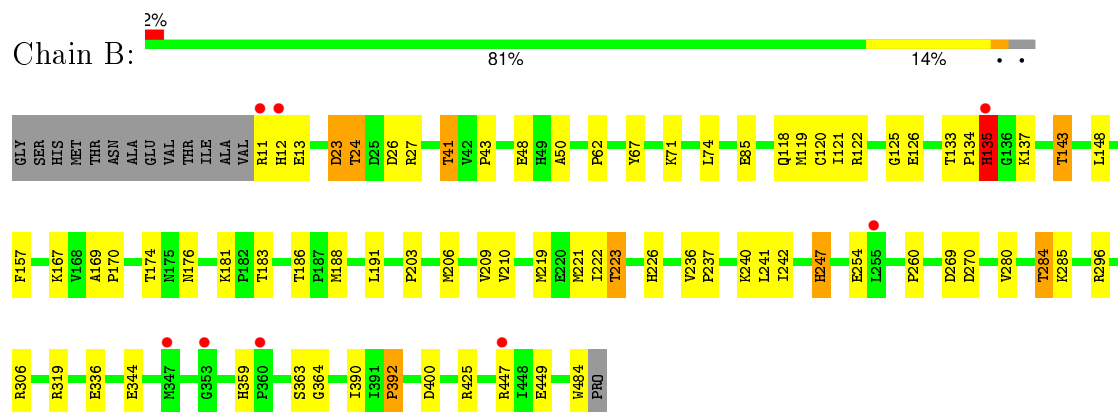 2%
Chain B:
81% 14% • •
GLY SER HIS MET THR ASN ALA GLU VAL THR ILE ALA VAL R11 H12 E13 D23 T24 D25 D26 R27 T41 V42 P43 E48 H49 A50 P62 Y67 K71 L74 E85 Q118 M119 C120 I121 R122 G125 E126 T133 P134 H135 G136 K137 T143 L148
F157 K167 V168 A169 P170 T174 N175 N176 K181 P182 T183 T186 P187 M188 L191 P203 M206 V209 V210 M219 E220 M221 I222 T223 H226 V236 P237 K240 L241 I242 H247 E254 L255 P260 D269 D270 V280 T284 K285 R296
R306 R319 E336 E344 M347 G353 H359 P360 S363 G364 I390 I391 P392 D400 R425 R447 I448 E449 W484 PRO